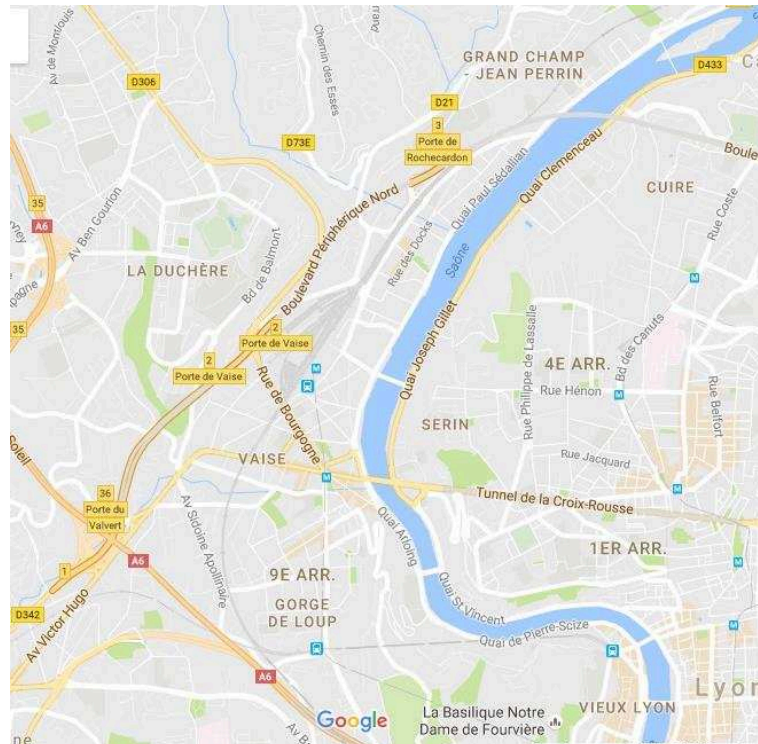 GRAND CHAMP
- JEAN PERRIN
D433
D306
D21
3
Porte de
Rochecardon
D73E
Av de Montlouis
Chemin des Esses
Quai Clemenceau
CUIRE
Rue Coste
35
A6
Av Ben Gourion
LA DUCHÈRE
Bd de Balmont
Boulevard Périphérique Nord
Quai Paul Sédallian
Rue des Docks
Saône
35
2
Porte de Vaise
2
Porte de Vaise
Rue de Bourgogne
Quai Joseph Gillet
Rue Philippe de Lassalle
4E ARR.
Rue Hénon
Bd des Canuts
Rue Belfort
SERIN
Soleil
VAISE
Rue Jacquard
Tunnel de la Croix-Rousse
36
Porte du
Valvert
Av Sidoine Apollinaire
Quai Arloing
1
A6
9E ARR.
GORGE
DE LOUP
1ER ARR.
Quai St Vincent
Quai de Pierre-Scize
D342
Av Victor Hugo
A6
Lyon
VIEUX LYON
Google
La Basilique Notre
Dame de Fourvière
M
M
M
M
M
M
M